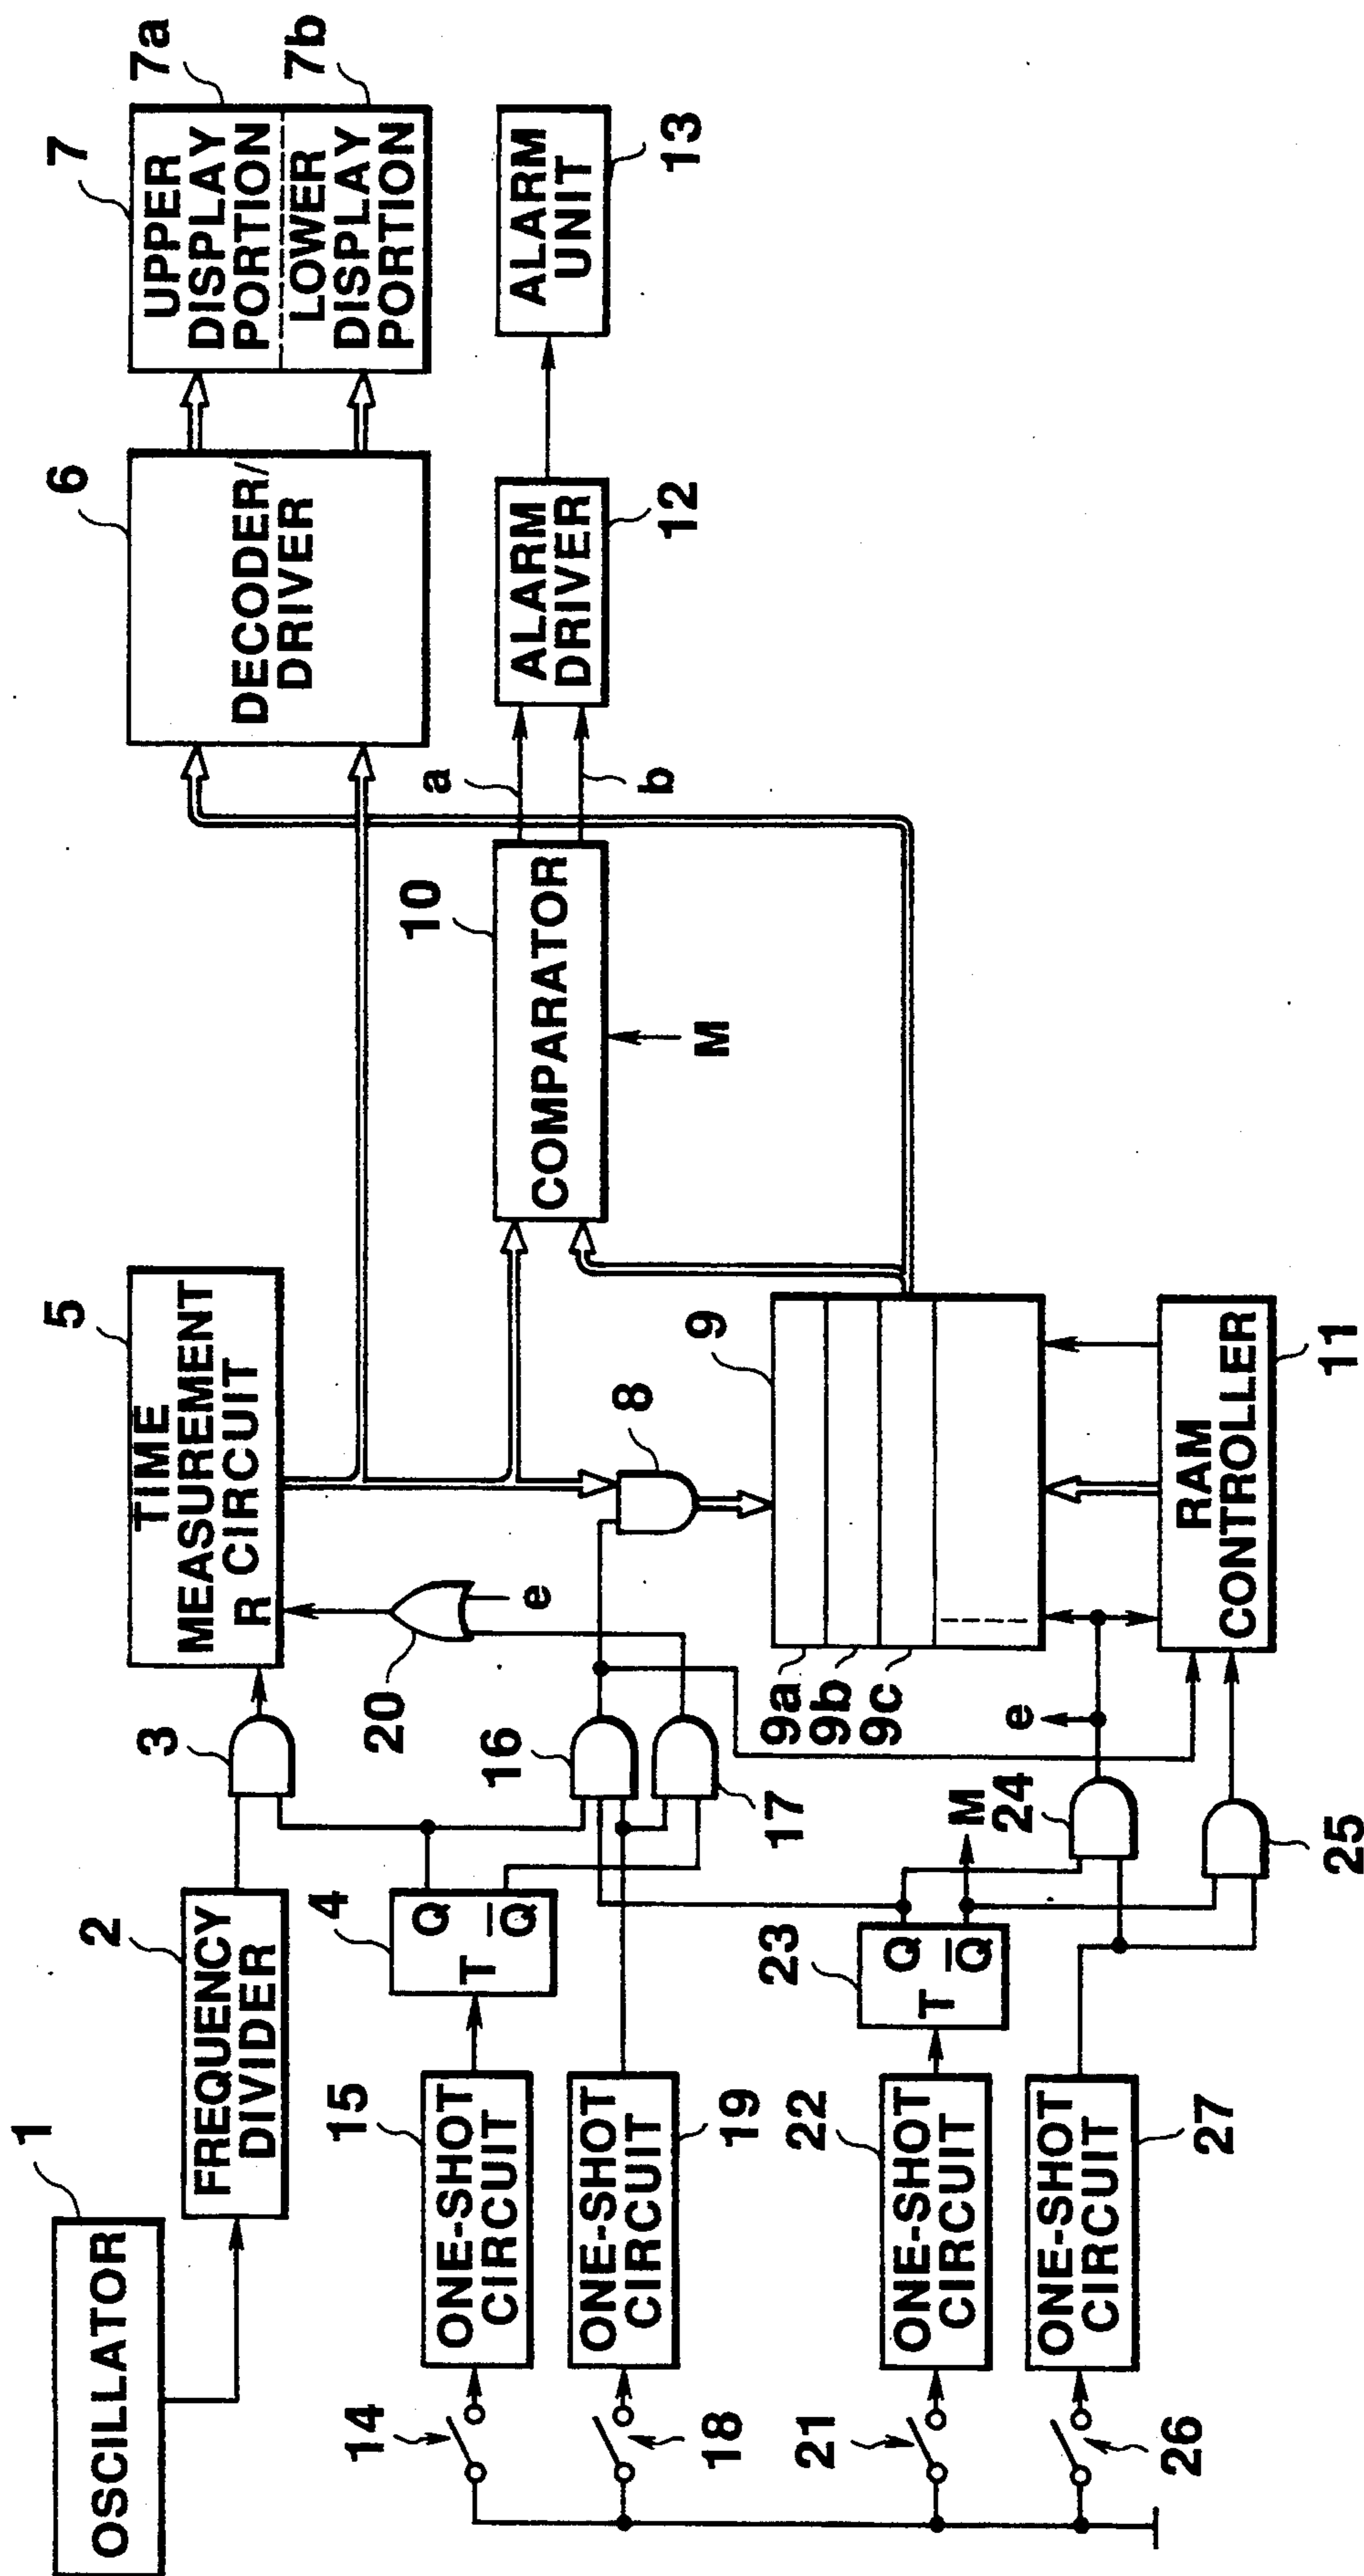 1
OSCILLATOR
2
FREQUENCY
DIVIDER
3
5
TIME
MEASUREMENT
R CIRCUIT
6
DECODER/
DRIVER
7
UPPER
DISPLAY
PORTION
7a
LOWER
DISPLAY
PORTION
7b
20
e
14
15
ONE-SHOT
CIRCUIT
4
T
Q
Q̅
16
17
18
19
ONE-SHOT
CIRCUIT
8
9
9a
9b
9c
10
COMPARATOR
M
a
b
12
ALARM
DRIVER
13
ALARM
UNIT
21
22
ONE-SHOT
CIRCUIT
23
T
Q
Q̅
M
24
e
25
26
27
ONE-SHOT
CIRCUIT
RAM
CONTROLLER
11